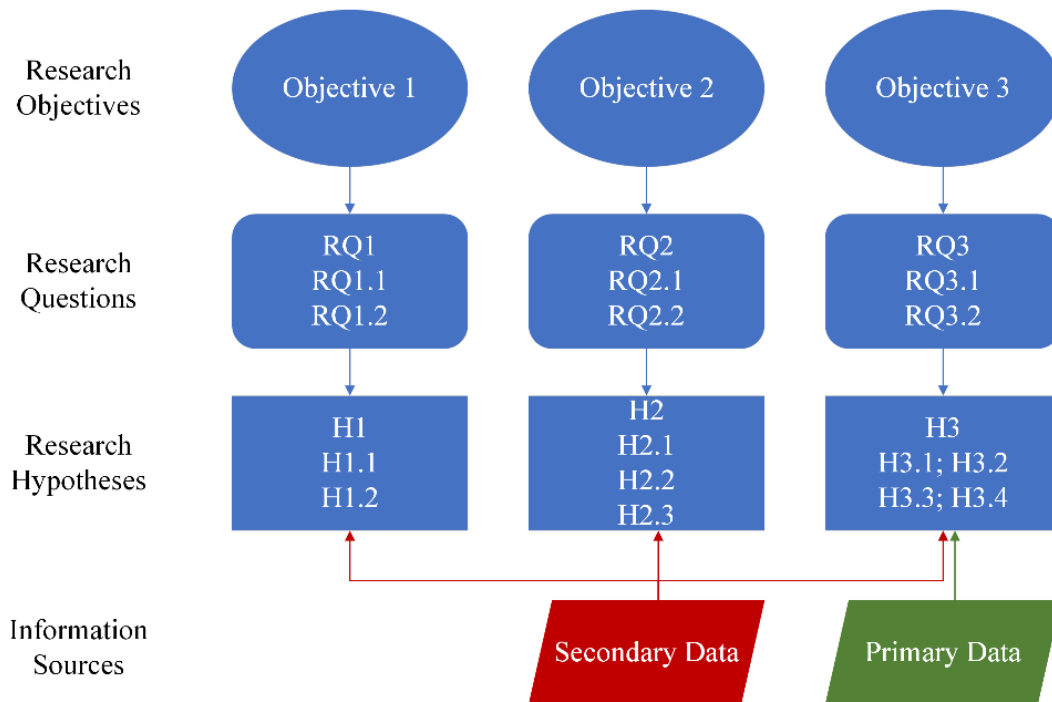 Research
Objectives
Objective 1
Objective 2
Objective 3
Research
Questions
RQ1
RQ1.1
RQ1.2
RQ2
RQ2.1
RQ2.2
RQ3
RQ3.1
RQ3.2
Research
Hypotheses
H1
H1.1
H1.2
H2
H2.1
H2.2
H2.3
H3
H3.1; H3.2
H3.3; H3.4
Information
Sources
Secondary Data
Primary Data